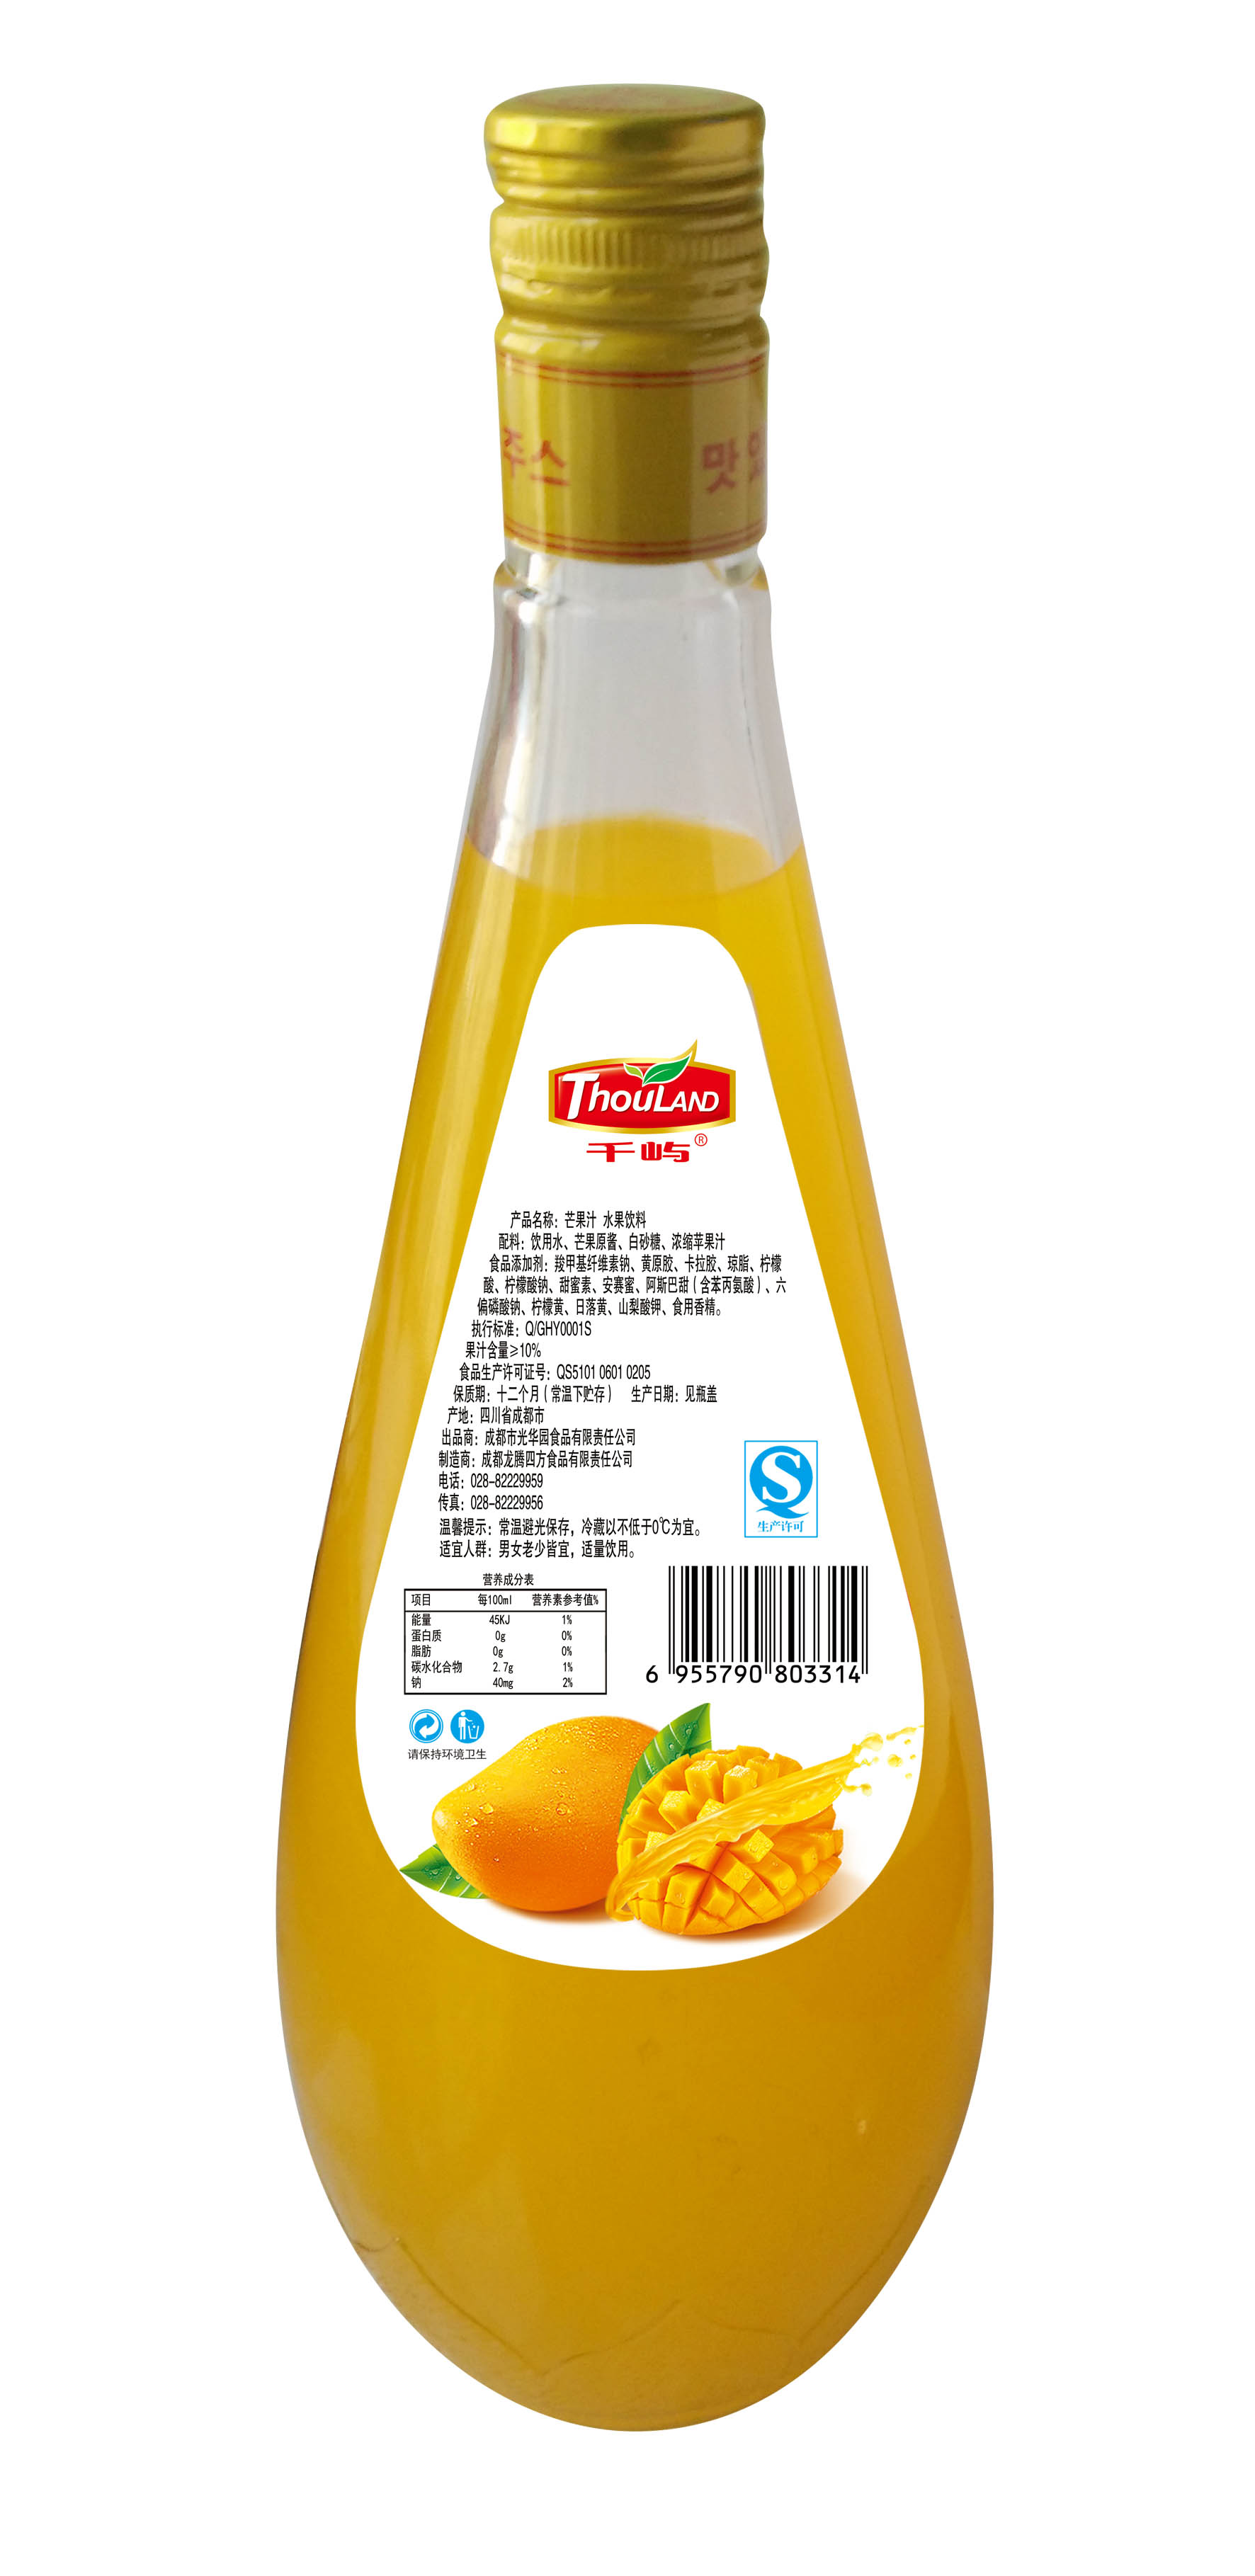 주스 맛있
THOULAND
千屿®
产品名称：芒果汁 水果饮料
配料：饮用水、芒果原酱、白砂糖、浓缩苹果汁
食品添加剂：羧甲基纤维素钠、黄原胶、卡拉胶、琼脂、柠檬
酸、柠檬酸钠、甜蜜素、安赛蜜、阿斯巴甜（含苯丙氨酸）、六
偏磷酸钠、柠檬黄、日落黄、山梨酸钾、食用香精。
执行标准：Q/GHY0001S
果汁含量≥10%
食品生产许可证号：QS5101 0601 0205
保质期：十二个月（常温下贮存） 生产日期：见瓶盖
产地：四川省成都市
出品商：成都市光华园食品有限责任公司
制造商：成都龙腾四方食品有限责任公司
电话：028-82229959
传真：028-82229956
温馨提示：常温避光保存，冷藏以不低于0℃为宜。
适宜人群：男女老少皆宜，适量饮用。
生产许可
营养成分表
项目 每100ml 营养素参考值%
能量 45KJ 1%
蛋白质 0g 0%
脂肪 0g 0%
碳水化合物 2.7g 1%
钠 40mg 2%
6 955790 803314
请保持环境卫生